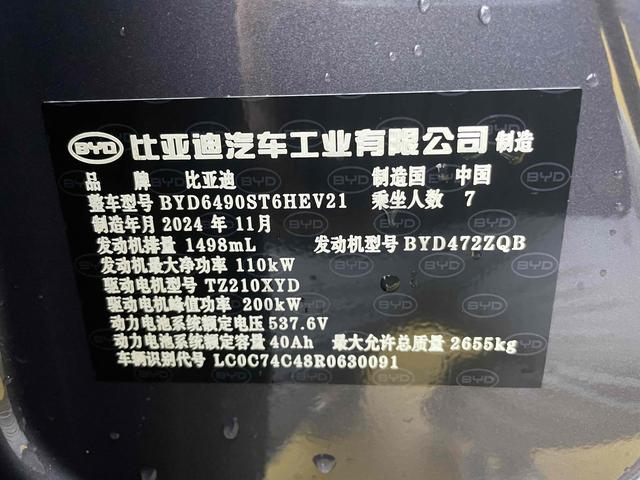 BYD 比亚迪汽车工业有限公司 制造
品 牌 比亚迪 制造国 中国
整车型号 BYD6490ST6HEV21 乘坐人数 7
制造年月 2024 年 11月
发动机排量 1498mL 发动机型号 BYD472ZQB
发动机最大净功率 110kW
驱动电机型号 TZ210XYD
驱动电机峰值功率 200kW
动力电池系统额定电压 537.6V
动力电池系统额定容量 40Ah 最大允许总质量 2655kg
车辆识别代号 LC0C74C48R0630091